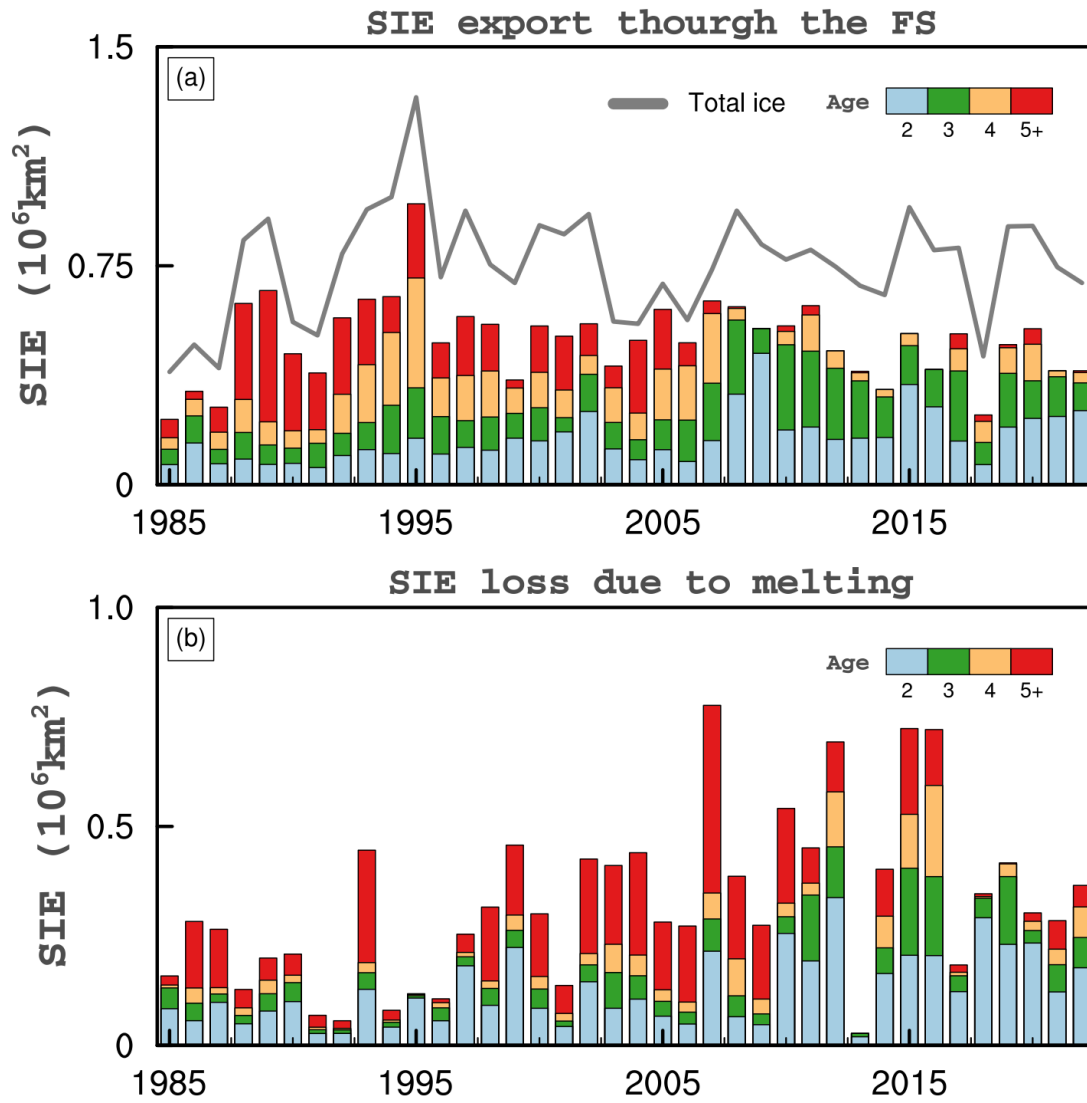 SIE export thourgh the FS
1.5
(a)
Total ice
Age
2 3 4 5+
SIE (10⁶km²)
0.75
0
1985 1995 2005 2015
SIE loss due to melting
1.0
(b)
Age
2 3 4 5+
SIE (10⁶km²)
0.5
0
1985 1995 2005 2015